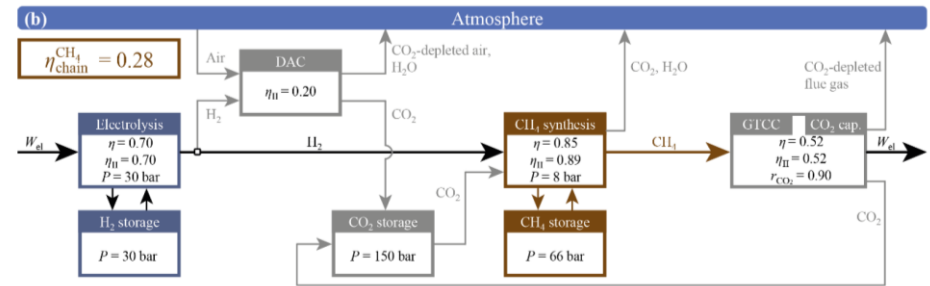 (b) Atmosphere
η_chain^CH₄ = 0.28
Air
DAC
η_II = 0.20
CO₂-depleted air,
H₂O
H₂
CO₂
CO₂, H₂O
CO₂-depleted
flue gas
W_el
Electrolysis
η = 0.70
η_II = 0.70
P = 30 bar
H₂
CH₄ synthesis
η = 0.85
η_II = 0.89
P = 8 bar
CH₄
GTCC
CO₂ cap.
η = 0.52
η_II = 0.52
r_CO₂ = 0.90
W_el
CO₂
CO₂
H₂ storage
P = 30 bar
CO₂ storage
P = 150 bar
CH₄ storage
P = 66 bar